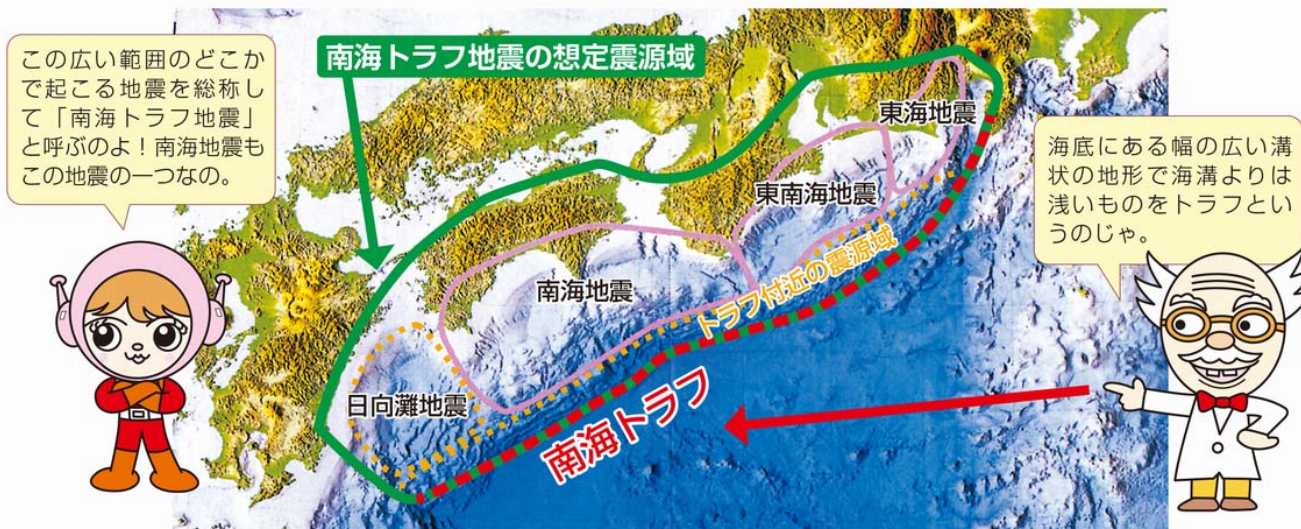 この広い範囲のどこか
で起こる地震を総称し
て「南海トラフ地震」
と呼ぶのよ！南海地震も
この地震の一つなの。
南海トラフ地震の想定震源域
東海地震
東南海地震
南海地震
日向灘地震
トラフ付近の震源域
南海トラフ
海底にある幅の広い溝
状の地形で海溝よりは
浅いものをトラフとい
うのじゃ。